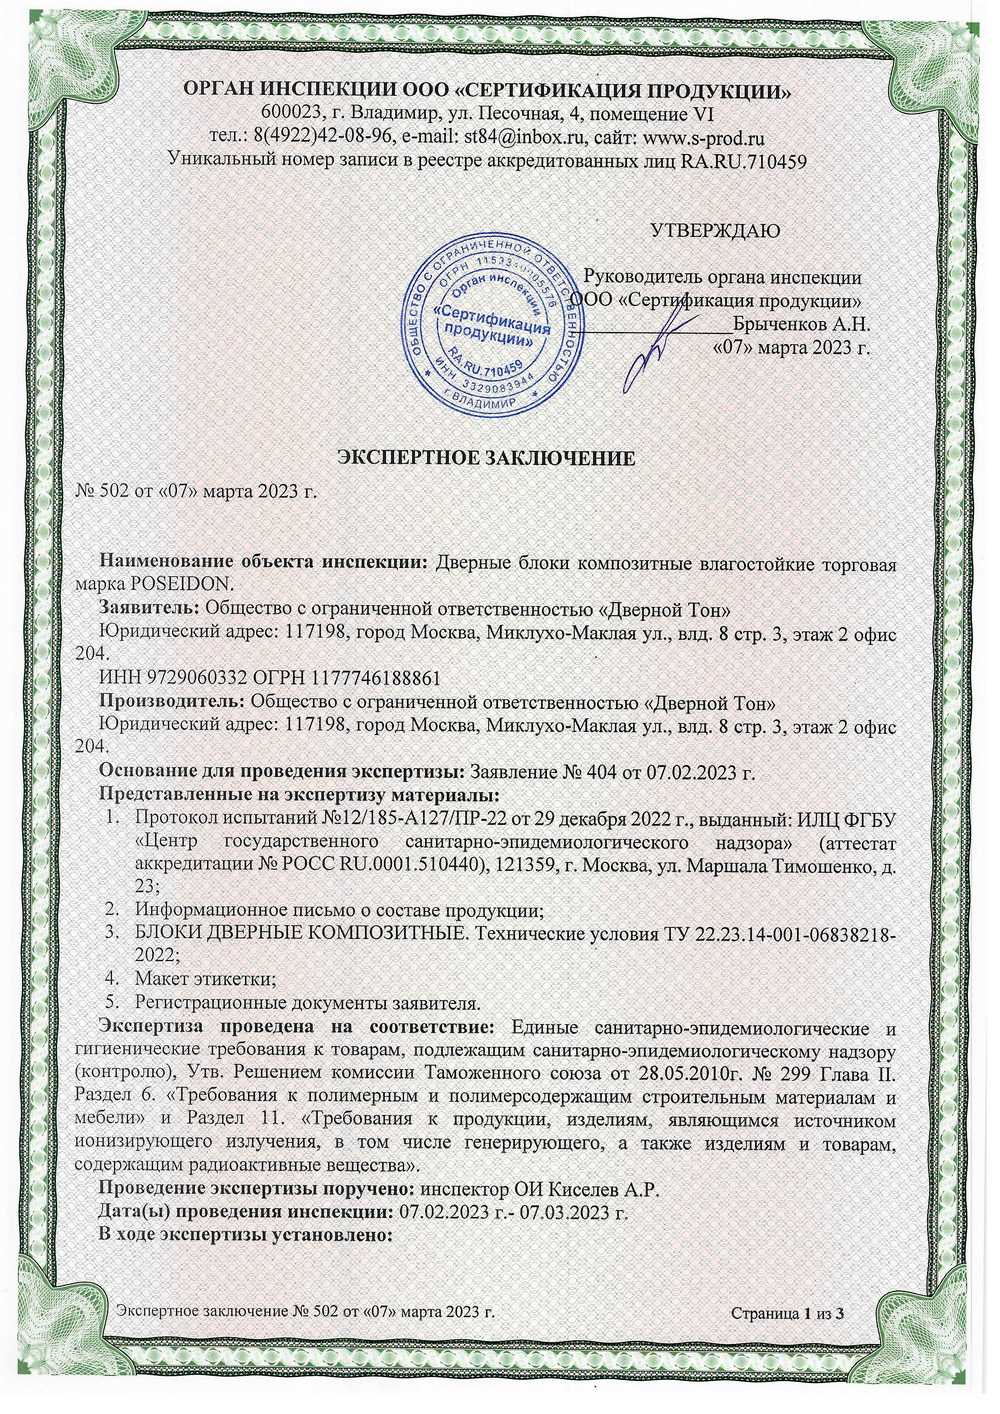 ОРГАН ИНСПЕКЦИИ ООО «СЕРТИФИКАЦИЯ ПРОДУКЦИИ»
600023, г. Владимир, ул. Песочная, 4, помещение VI
тел.: 8(4922)42-08-96, e-mail: st84@inbox.ru, сайт: www.s-prod.ru
Уникальный номер записи в реестре аккредитованных лиц RA.RU.710459
УТВЕРЖДАЮ
Руководитель органа инспекции
ООО «Сертификация продукции»
Брыченков А.Н.
«07» марта 2023 г.
ОБЩЕСТВО С ОГРАНИЧЕННОЙ ОТВЕТСТВЕННОСТЬЮ
Орган инспекции
«Сертификация
продукции»
RA.RU.710459
ИНН 3329083944
* г. ВЛАДИМИР *
ЭКСПЕРТНОЕ ЗАКЛЮЧЕНИЕ
№ 502 от «07» марта 2023 г.
Наименование объекта инспекции: Дверные блоки композитные влагостойкие торговая
марка POSEIDON.
Заявитель: Общество с ограниченной ответственностью «Дверной Тон»
Юридический адрес: 117198, город Москва, Миклухо-Маклая ул., влд. 8 стр. 3, этаж 2 офис
204.
ИНН 9729060332 ОГРН 1177746188861
Производитель: Общество с ограниченной ответственностью «Дверной Тон»
Юридический адрес: 117198, город Москва, Миклухо-Маклая ул., влд. 8 стр. 3, этаж 2 офис
204.
Основание для проведения экспертизы: Заявление № 404 от 07.02.2023 г.
Представленные на экспертизу материалы:
1. Протокол испытаний №12/185-А127/ПР-22 от 29 декабря 2022 г., выданный: ИЛЦ ФГБУ
«Центр государственного санитарно-эпидемиологического надзора» (аттестат
аккредитации № РОСС RU.0001.510440), 121359, г. Москва, ул. Маршала Тимошенко, д.
23;
2. Информационное письмо о составе продукции;
3. БЛОКИ ДВЕРНЫЕ КОМПОЗИТНЫЕ. Технические условия ТУ 22.23.14-001-06838218-
2022;
4. Макет этикетки;
5. Регистрационные документы заявителя.
Экспертиза проведена на соответствие: Единые санитарно-эпидемиологические и
гигиенические требования к товарам, подлежащим санитарно-эпидемиологическому надзору
(контролю), Утв. Решением комиссии Таможенного союза от 28.05.2010г. № 299 Глава II.
Раздел 6. «Требования к полимерным и полимерсодержащим строительным материалам и
мебели» и Раздел 11. «Требования к продукции, изделиям, являющимся источником
ионизирующего излучения, в том числе генерирующего, а также изделиям и товарам,
содержащим радиоактивные вещества».
Проведение экспертизы поручено: инспектор ОИ Киселев А.Р.
Дата(ы) проведения инспекции: 07.02.2023 г.- 07.03.2023 г.
В ходе экспертизы установлено:
Экспертное заключение № 502 от «07» марта 2023 г.
Страница 1 из 3